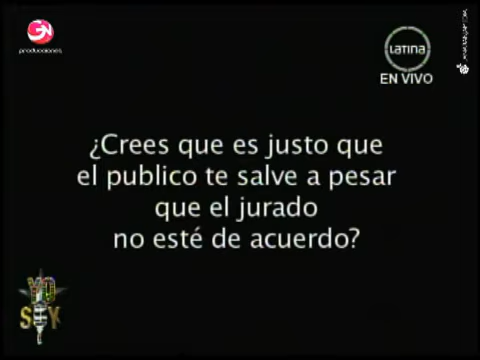 GN
producciones
LATINA
EN VIVO
¿Crees que es justo que
el publico te salve a pesar
que el jurado
no esté de acuerdo?
YO
SOY